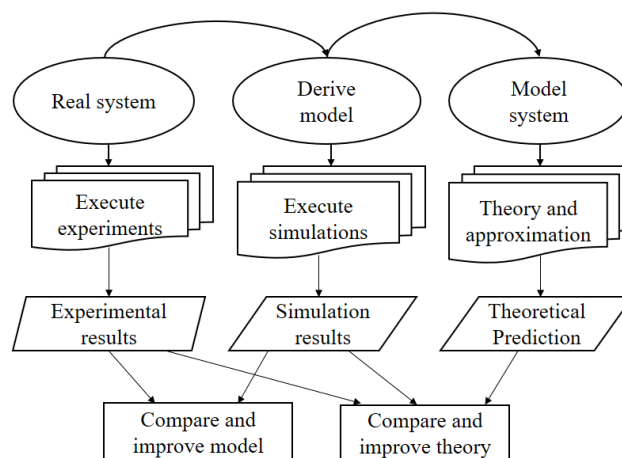 Real system
Derive
model
Model
system
Execute
experiments
Execute
simulations
Theory and
approximation
Experimental
results
Simulation
results
Theoretical
Prediction
Compare and
improve model
Compare and
improve theory